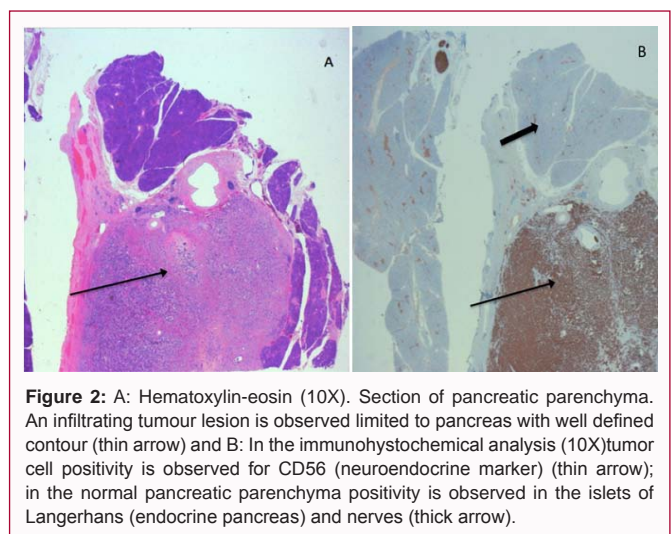 A
B
Figure 2: A: Hematoxylin-eosin (10X). Section of pancreatic parenchyma.
An infiltrating tumour lesion is observed limited to pancreas with well defined
contour (thin arrow) and B: In the immunohystochemical analysis (10X)tumor
cell positivity is observed for CD56 (neuroendocrine marker) (thin arrow);
in the normal pancreatic parenchyma positivity is observed in the islets of
Langerhans (endocrine pancreas) and nerves (thick arrow).